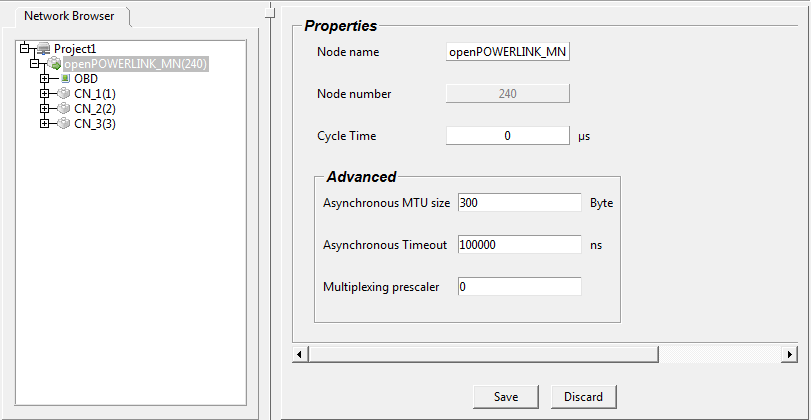 Network Browser
Project1
openPOWERLINK_MN(240)
OBD
CN_1(1)
CN_2(2)
CN_3(3)
Properties
Node name openPOWERLINK_MN
Node number 240
Cycle Time 0 µs
Advanced
Asynchronous MTU size 300 Byte
Asynchronous Timeout 100000 ns
Multiplexing prescaler 0
Save Discard